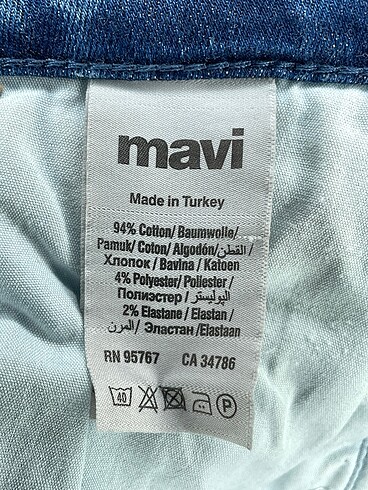 mavi
Made in Turkey
94% Cotton/ Baumwolle/
Pamuk/ Coton/ Algodón/القطن/
Хлопок / Bavlna / Katoen
4% Polyester/ Poliester/
Полиэстер / البوليستر/
2% Elastane / Elastan /
المرن/ Эластан /Elastaan
RN 95767 CA 34786
40 P